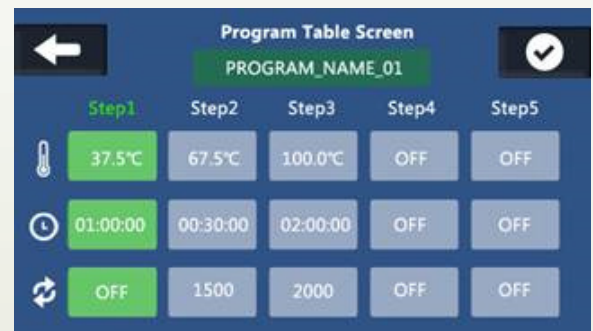 Program Table Screen
PROGRAM_NAME_01
Step1 Step2 Step3 Step4 Step5
37.5℃ 67.5℃ 100.0℃ OFF OFF
01:00:00 00:30:00 02:00:00 OFF OFF
OFF 1500 2000 OFF OFF